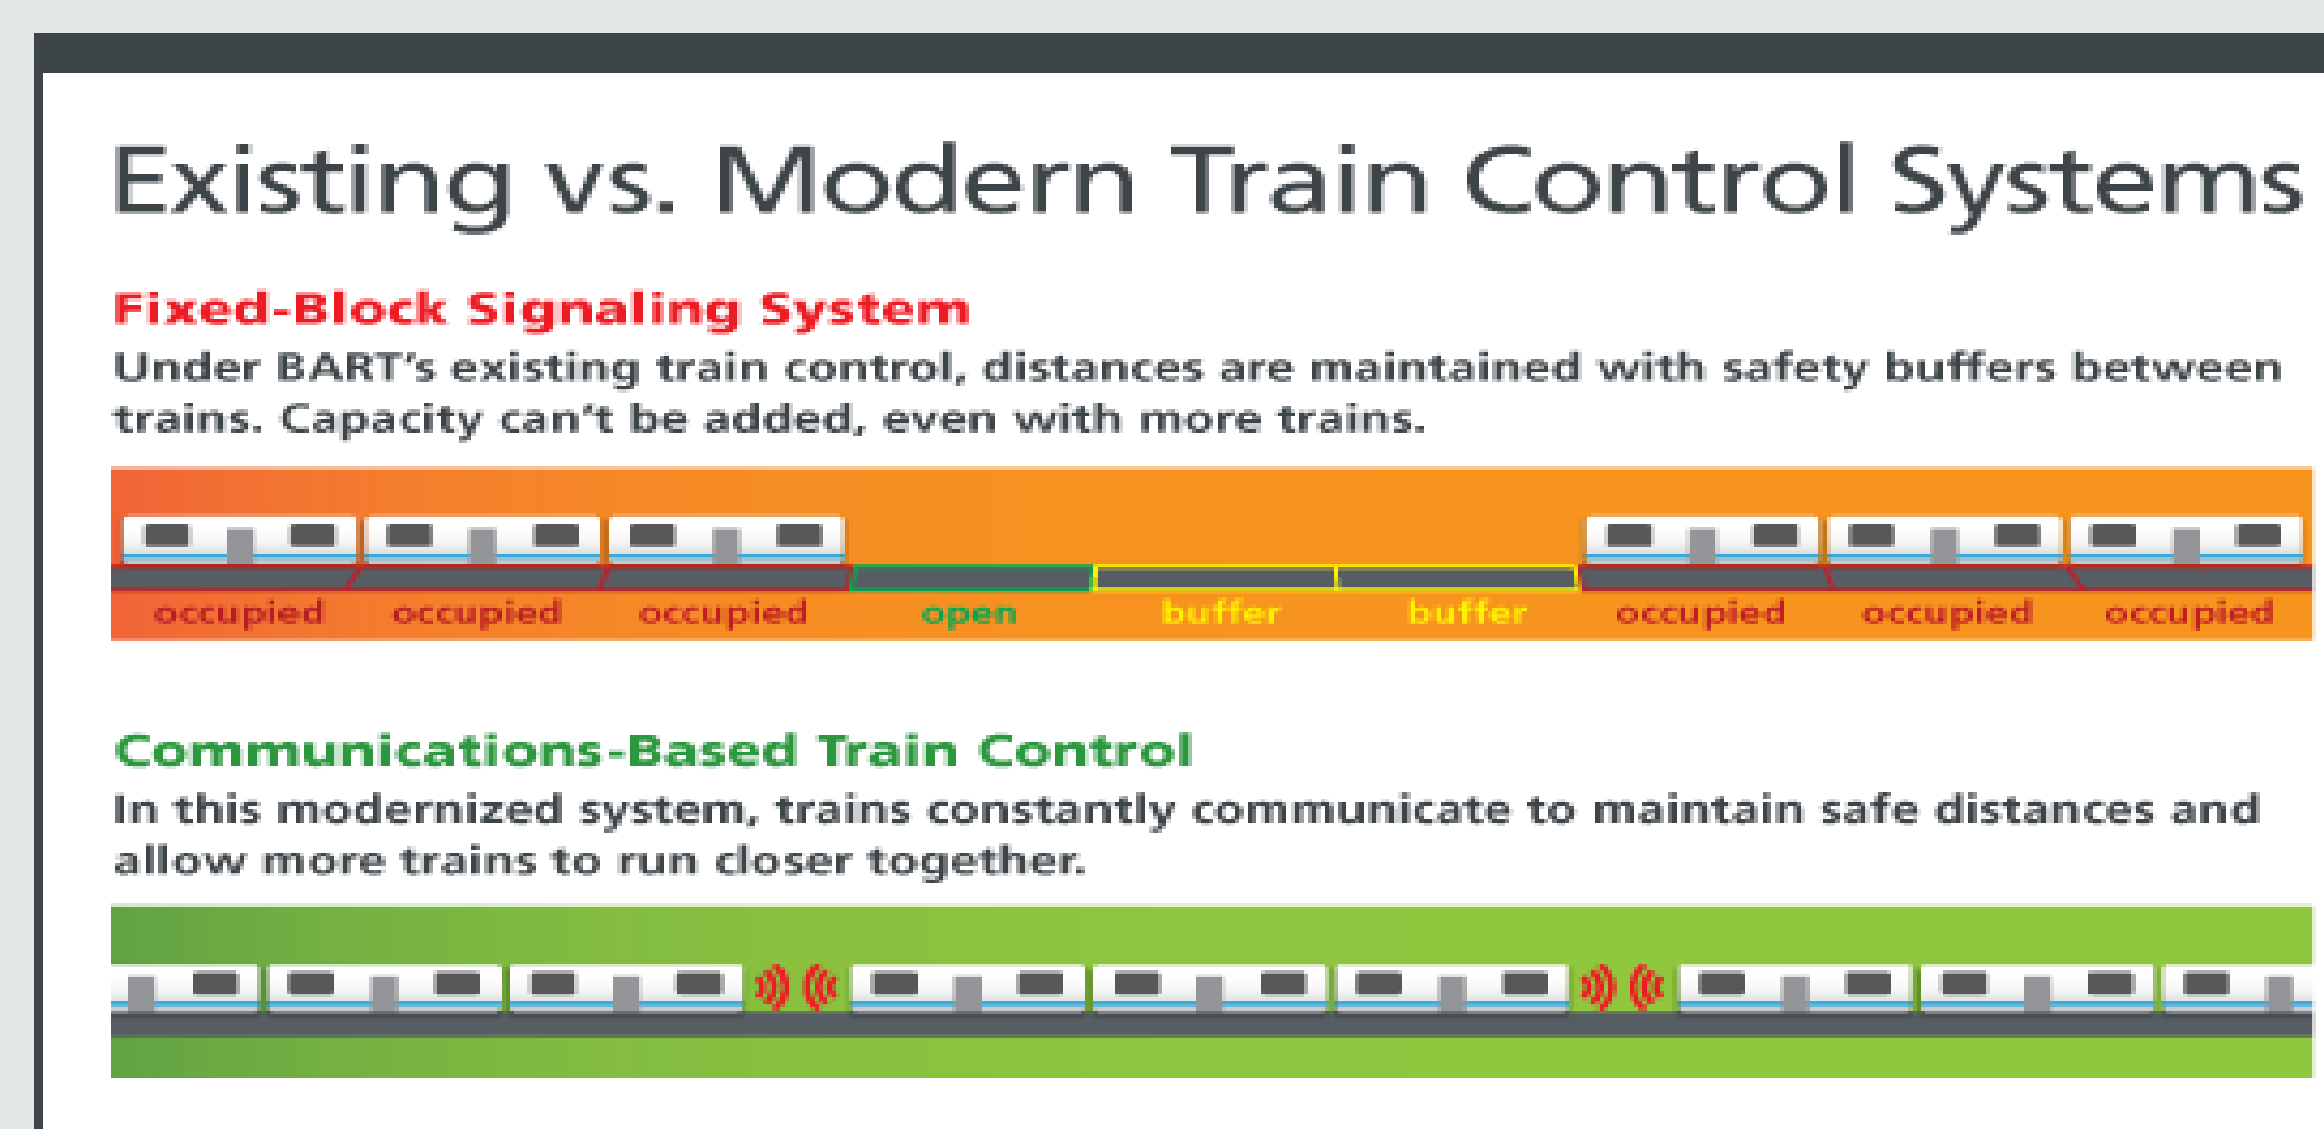 Existing vs. Modern Train Control Systems
Fixed-Block Signaling System
Under BART’s existing train control, distances are maintained with safety buffers between
trains. Capacity can’t be added, even with more trains.
occupied occupied occupied open buffer buffer occupied occupied occupied
Communications-Based Train Control
In this modernized system, trains constantly communicate to maintain safe distances and
allow more trains to run closer together.